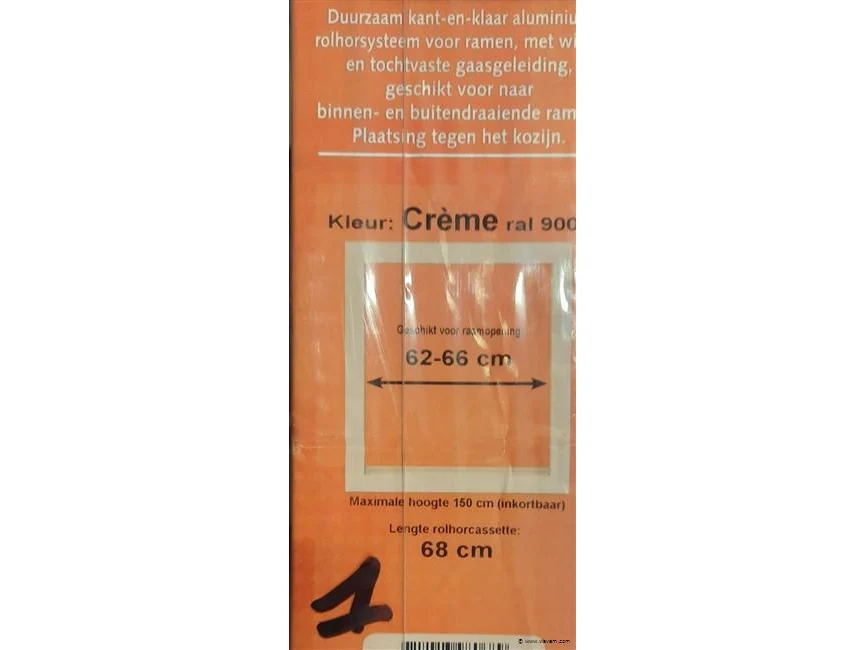 Duurzaam kant-en-klaar aluminiu
rolhorsysteem voor ramen, met wi
en tochtvaste gaasgeleiding,
geschikt voor naar
binnen- en buitendraaiende ram
Plaatsing tegen het kozijn.
Kleur: Crème ral 900
Geschikt voor raamopening
62-66 cm
Maximale hoogte 150 cm (inkortbaar)
Lengte rolhorcassette:
68 cm
1
© www.vavato.com